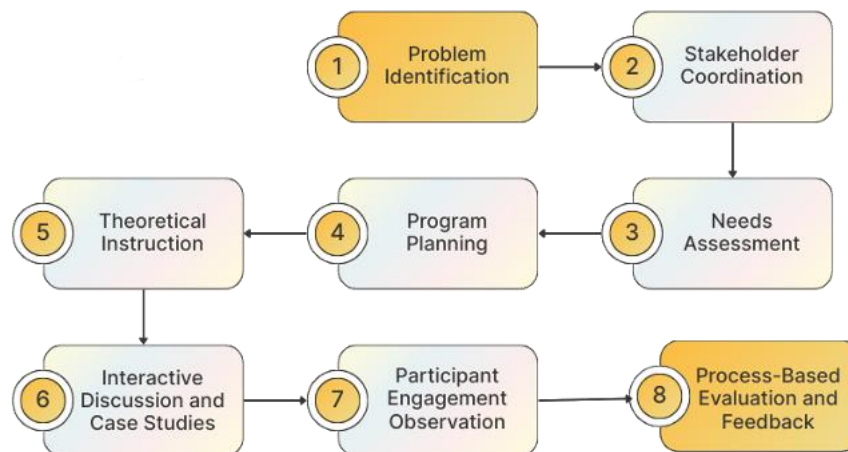 1
Problem
Identification
2
Stakeholder
Coordination
3
Needs
Assessment
4
Program
Planning
5
Theoretical
Instruction
6
Interactive
Discussion and
Case Studies
7
Participant
Engagement
Observation
8
Process-Based
Evaluation and
Feedback